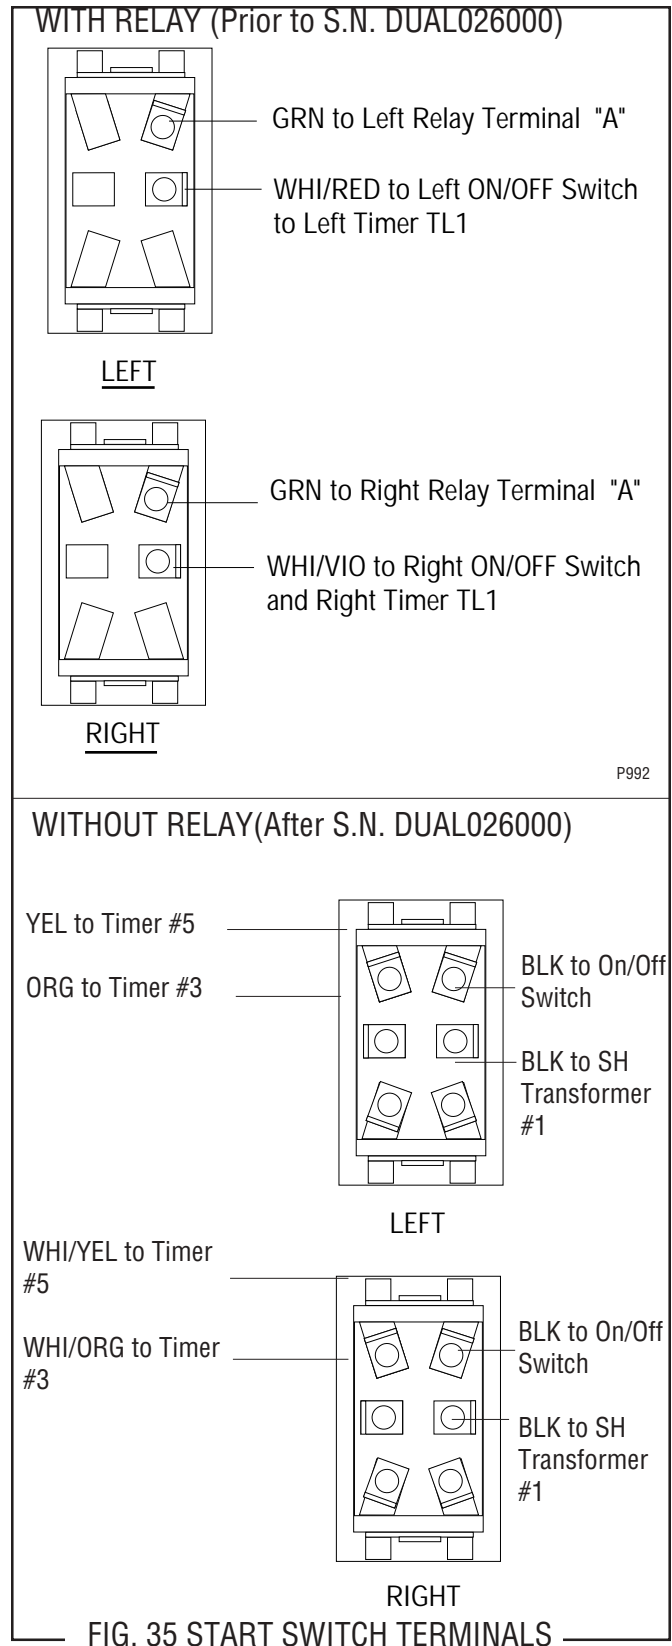 WITH RELAY (Prior to S.N. DUAL026000)
GRN to Left Relay Terminal "A"
WHI/RED to Left ON/OFF Switch
to Left Timer TL1
LEFT
GRN to Right Relay Terminal "A"
WHI/VIO to Right ON/OFF Switch
and Right Timer TL1
RIGHT
P992
WITHOUT RELAY(After S.N. DUAL026000)
YEL to Timer #5
ORG to Timer #3
BLK to On/Off
Switch
BLK to SH
Transformer
#1
LEFT
WHI/YEL to Timer
#5
WHI/ORG to Timer
#3
BLK to On/Off
Switch
BLK to SH
Transformer
#1
RIGHT
FIG. 35 START SWITCH TERMINALS